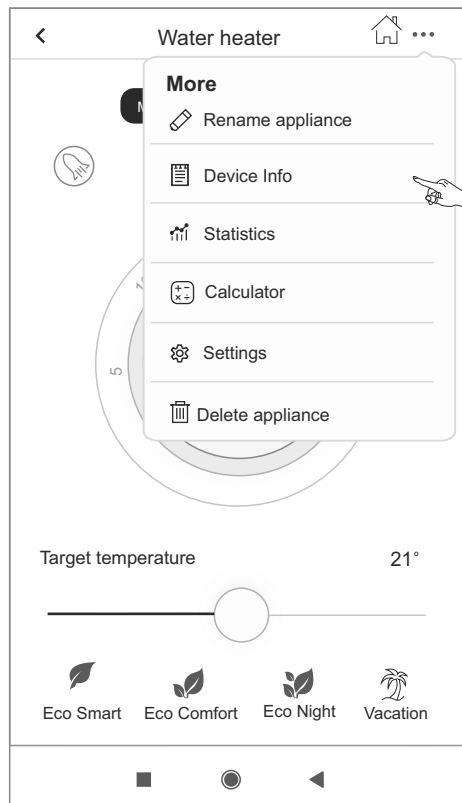 Water heater
More
Rename appliance
Device Info
Statistics
Calculator
Settings
Delete appliance
5
Target temperature 21°
Eco Smart Eco Comfort Eco Night Vacation